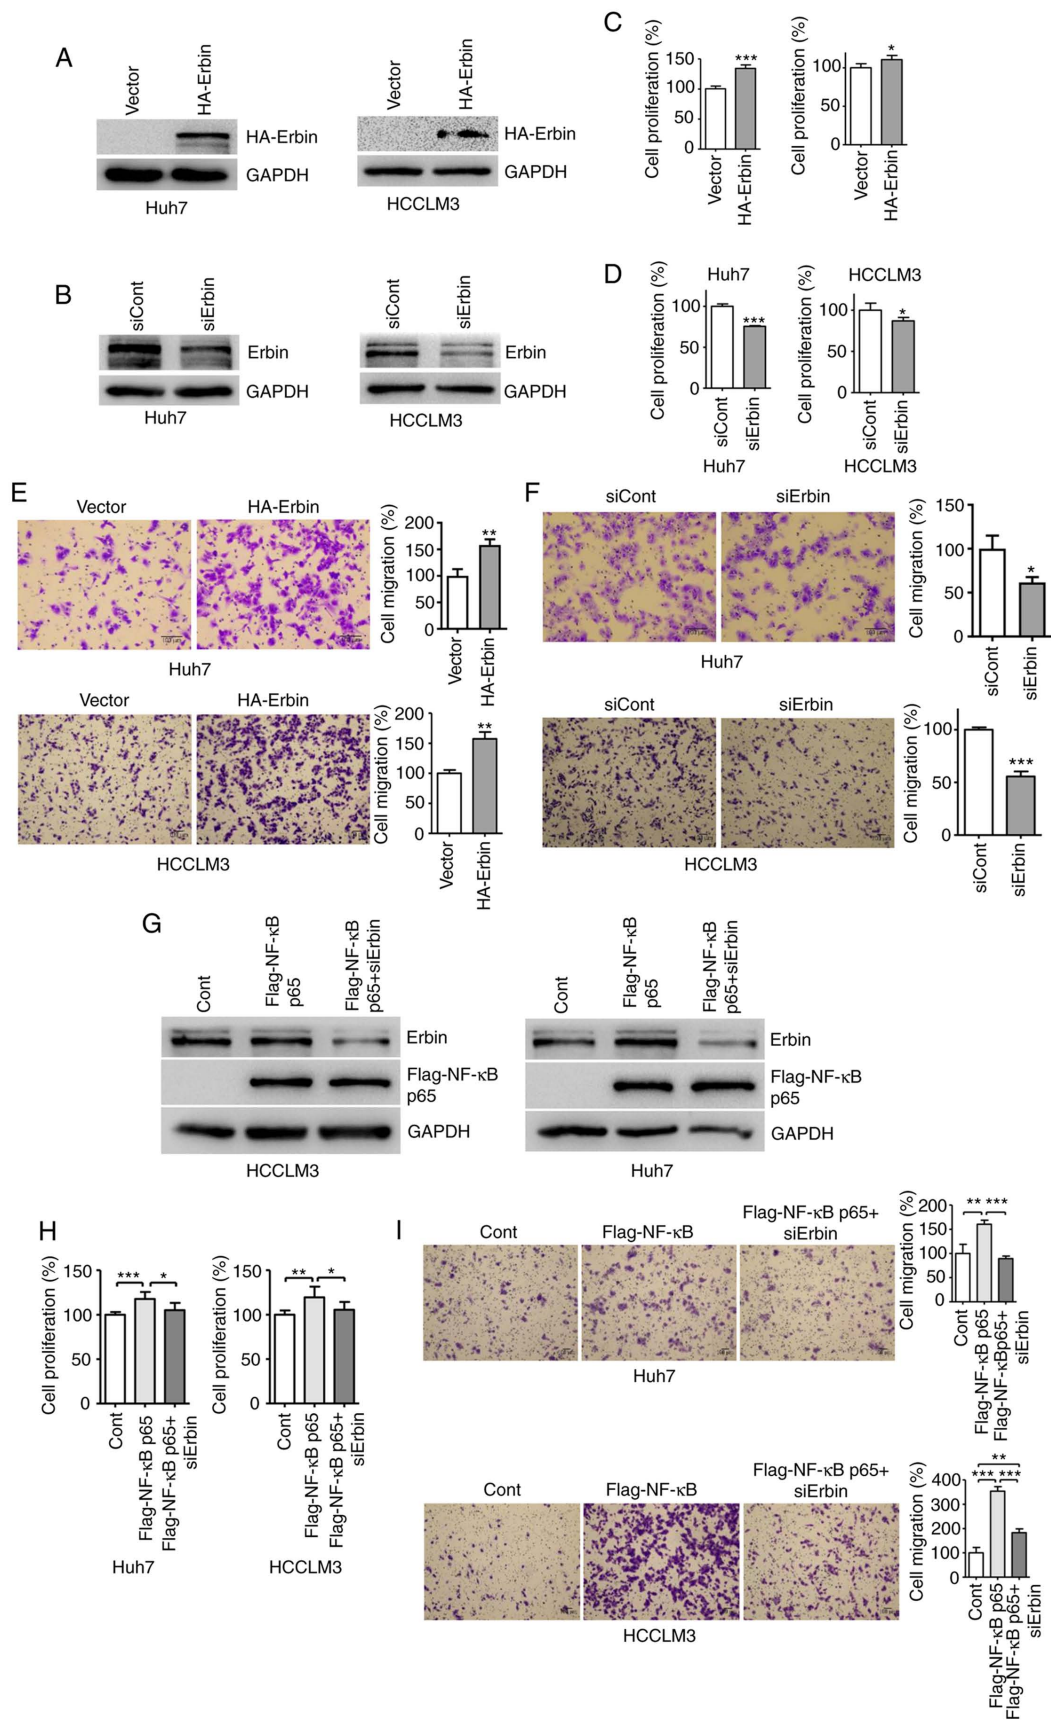 A
Vector
HA-Erbin
HA-Erbin
GAPDH
Huh7
Vector
HA-Erbin
HA-Erbin
GAPDH
HCCLM3
C
Cell proliferation (%)
150
100
50
0
***
Vector
HA-Erbin
Huh7
Cell proliferation (%)
100
50
0
*
Vector
HA-Erbin
HCCLM3
B
siCont
siErbin
Erbin
GAPDH
Huh7
siCont
siErbin
Erbin
GAPDH
HCCLM3
D
Cell proliferation (%)
100
50
0
***
siCont
siErbin
Huh7
Cell proliferation (%)
100
50
0
*
siCont
siErbin
HCCLM3
E
Vector
HA-Erbin
Huh7
Cell migration (%)
200
150
100
50
0
**
Vector
HA-Erbin
Vector
HA-Erbin
HCCLM3
Cell migration (%)
200
150
100
50
0
**
Vector
HA-Erbin
F
siCont
siErbin
Huh7
Cell migration (%)
150
100
50
0
*
siCont
siErbin
siCont
siErbin
HCCLM3
Cell migration (%)
100
50
0
***
siCont
siErbin
G
Cont
Flag-NF-κB
p65
Flag-NF-κB
p65+siErbin
Erbin
Flag-NF-κB
p65
GAPDH
HCCLM3
Cont
Flag-NF-κB
p65
Flag-NF-κB
p65+siErbin
Erbin
Flag-NF-κB
p65
GAPDH
Huh7
H
Cell proliferation (%)
150
100
50
0
*** *
Cont
Flag-NF-κB p65
Flag-NF-κB p65+
siErbin
Huh7
Cell proliferation (%)
150
100
50
0
** *
Cont
Flag-NF-κB p65
Flag-NF-κB p65+
siErbin
HCCLM3
I
Cont
Flag-NF-κB
Flag-NF-κB p65+
siErbin
Huh7
Cell migration (%)
200
150
100
50
0
** ***
Cont
Flag-NF-κB p65
Flag-NF-κBp65+
siErbin
Cont
Flag-NF-κB
Flag-NF-κB p65+
siErbin
HCCLM3
Cell migration (%)
400
300
200
100
0
**
*** ***
Cont
Flag-NF-κB p65
Flag-NF-κB p65+
siErbin